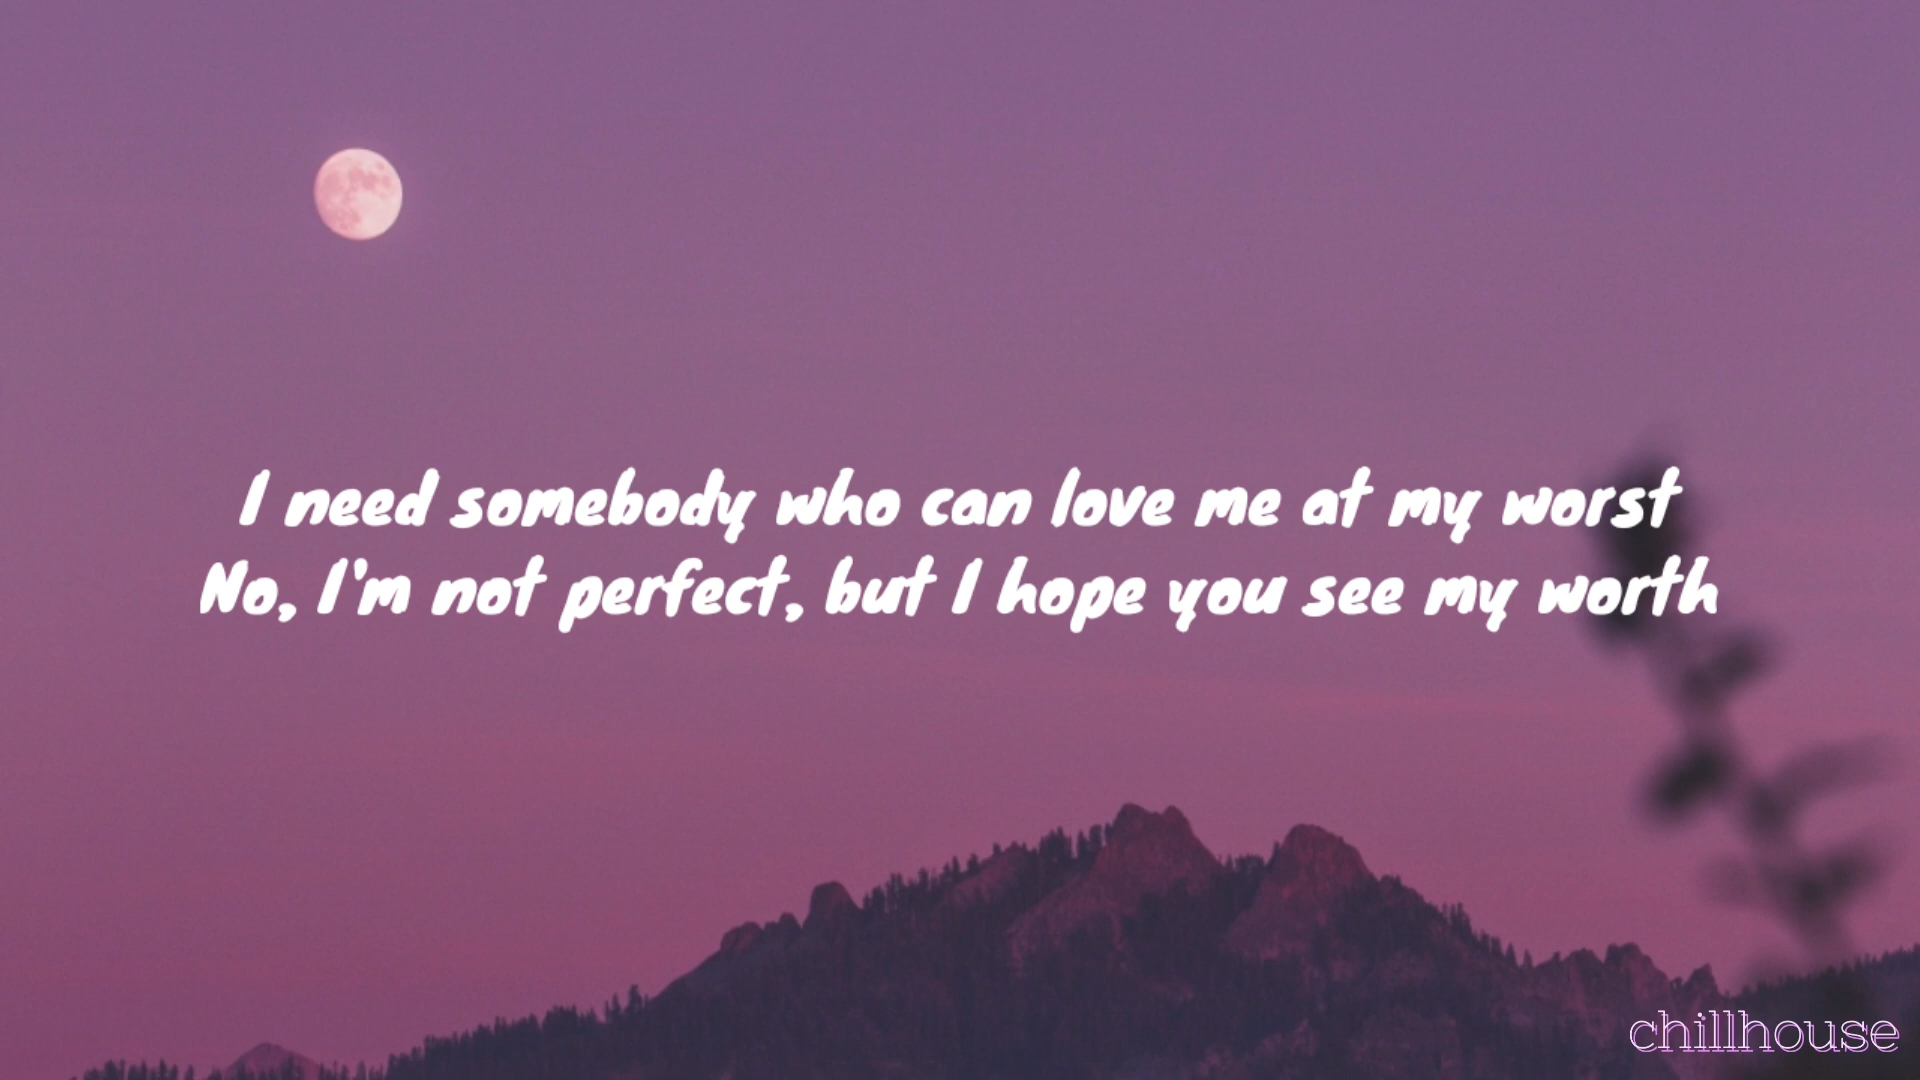 I need somebody who can love me at my worst
No, I'm not perfect, but I hope you see my worth
chillhouse